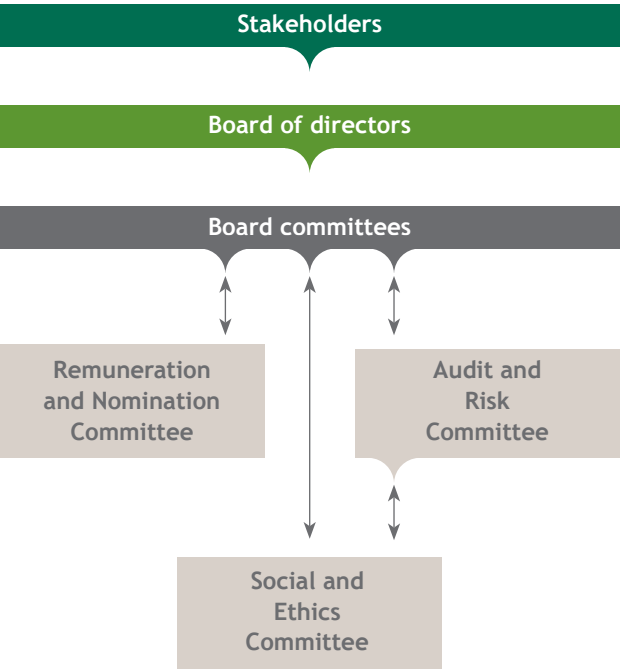 Stakeholders
Board of directors
Board committees
Remuneration
and Nomination
Committee
Audit and
Risk
Committee
Social and
Ethics
Committee